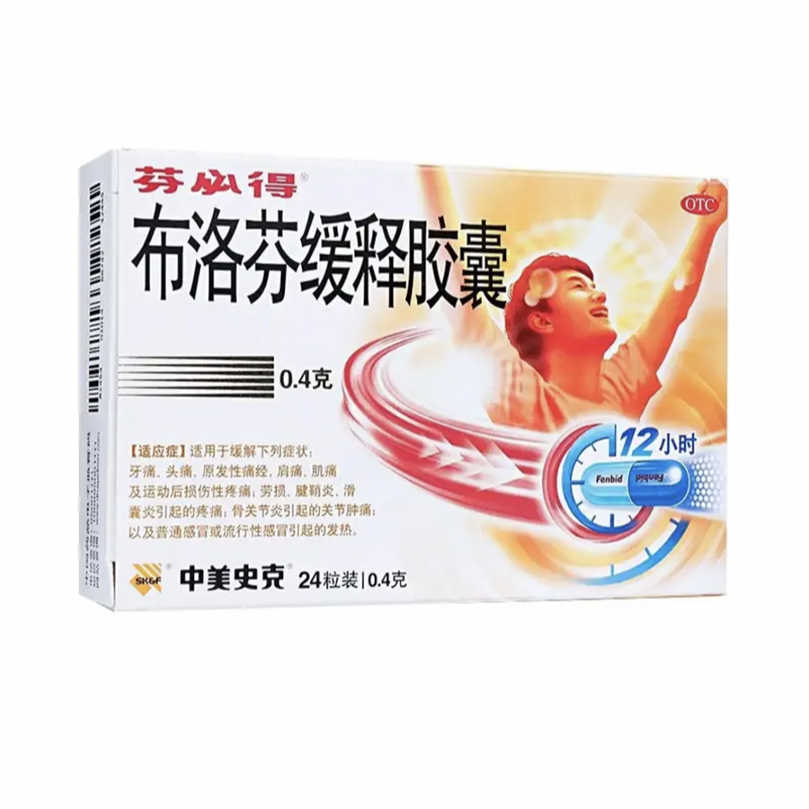 芬必得®
OTC
布洛芬缓释胶囊
0.4克
【适应症】适用于缓解下列症状:
牙痛、头痛、原发性痛经、肩痛、肌痛
及运动后损伤性疼痛; 劳损、腱鞘炎、滑
囊炎引起的疼痛; 骨关节炎引起的关节肿痛;
以及普通感冒或流行性感冒引起的发热。
12小时
Fenbid Fenbid
SK&F® 中美史克® 24粒装|0.4克